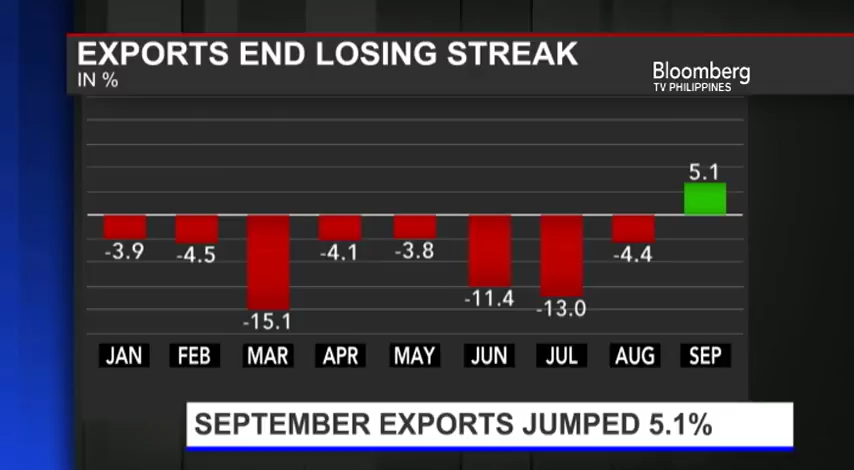 EXPORTS END LOSING STREAK
IN %
Bloomberg
TV PHILIPPINES
5.1
-3.9 -4.5 -15.1 -4.1 -3.8 -11.4 -13.0 -4.4
JAN FEB MAR APR MAY JUN JUL AUG SEP
SEPTEMBER EXPORTS JUMPED 5.1%